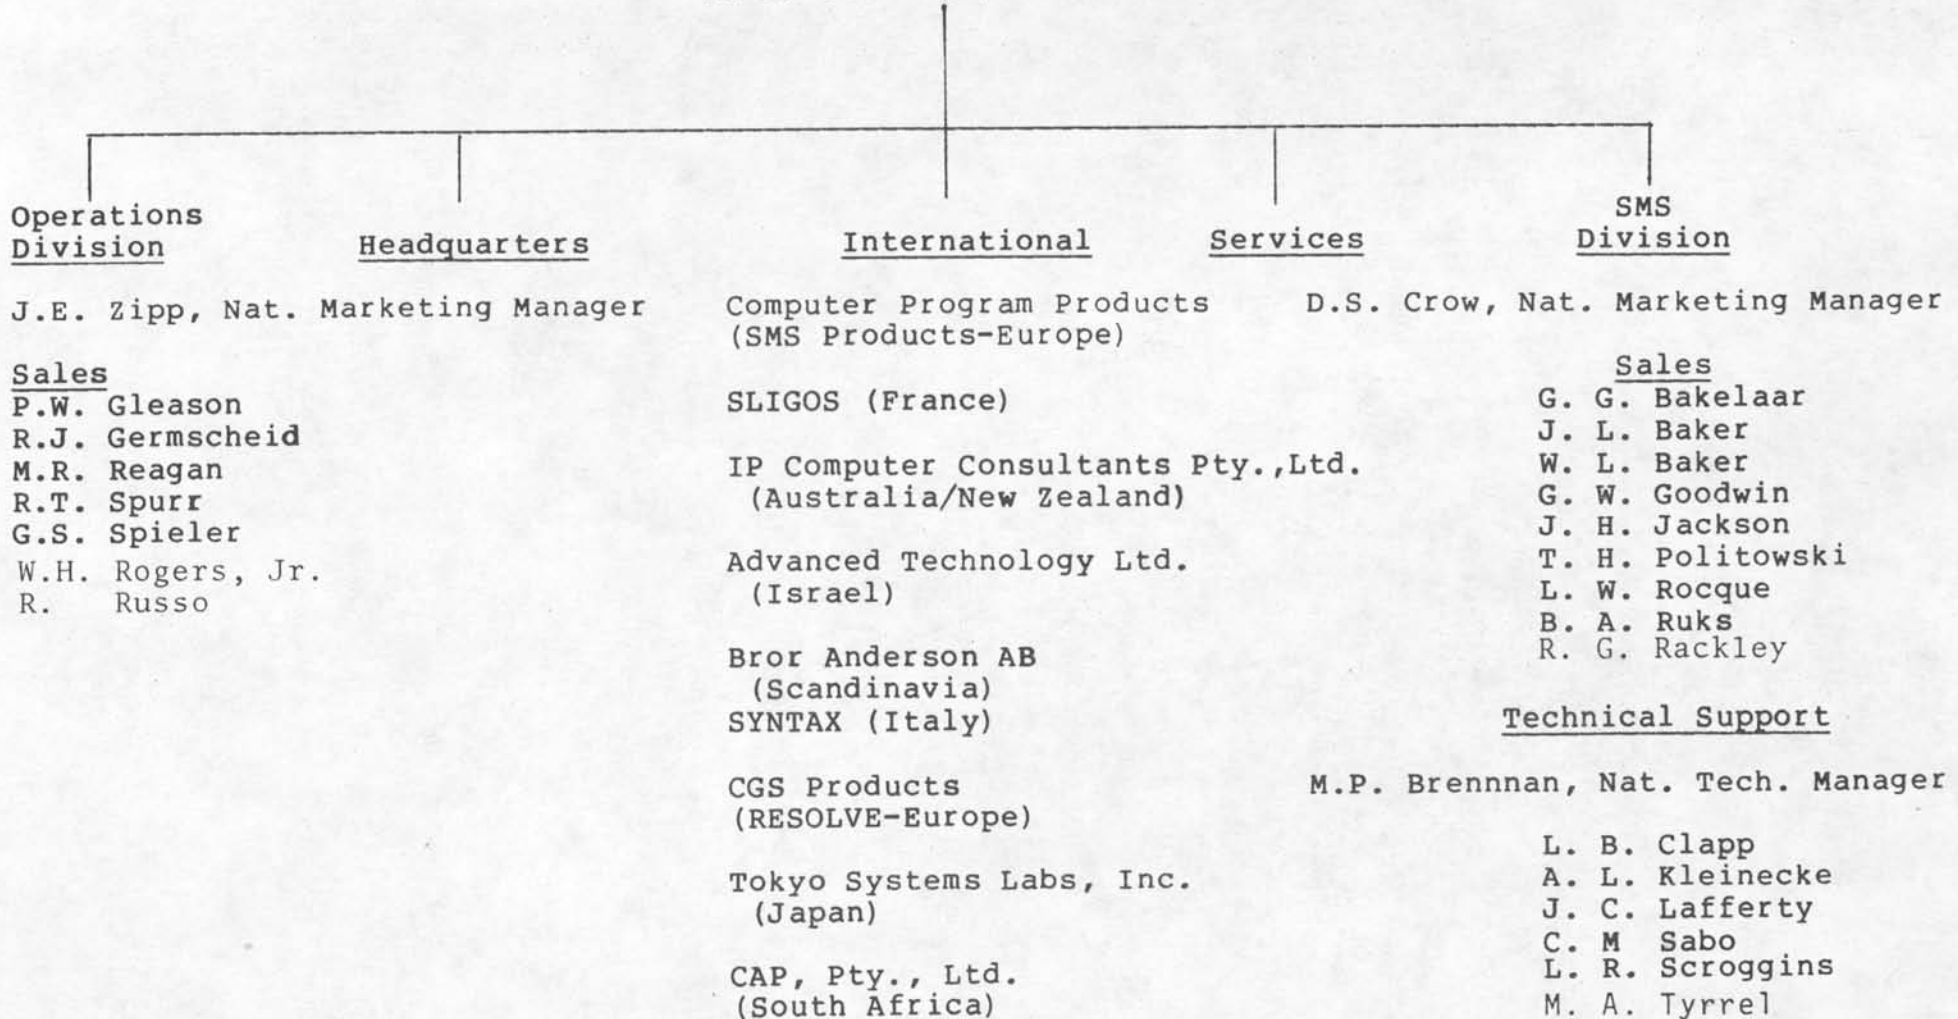 Operations
Division
Headquarters
International
Services
SMS
Division
J.E. Zipp, Nat. Marketing Manager
Sales
P.W. Gleason
R.J. Germscheid
M.R. Reagan
R.T. Spurr
G.S. Spieler
W.H. Rogers, Jr.
R. Russo
Computer Program Products
(SMS Products-Europe)
SLIGOS (France)
IP Computer Consultants Pty.,Ltd.
(Australia/New Zealand)
Advanced Technology Ltd.
(Israel)
Bror Anderson AB
(Scandinavia)
SYNTAX (Italy)
CGS Products
(RESOLVE-Europe)
Tokyo Systems Labs, Inc.
(Japan)
CAP, Pty., Ltd.
(South Africa)
D.S. Crow, Nat. Marketing Manager
Sales
G. G. Bakelaar
J. L. Baker
W. L. Baker
G. W. Goodwin
J. H. Jackson
T. H. Politowski
L. W. Rocque
B. A. Ruks
R. G. Rackley
Technical Support
M.P. Brennnan, Nat. Tech. Manager
L. B. Clapp
A. L. Kleinecke
J. C. Lafferty
C. M Sabo
L. R. Scroggins
M. A. Tyrrel